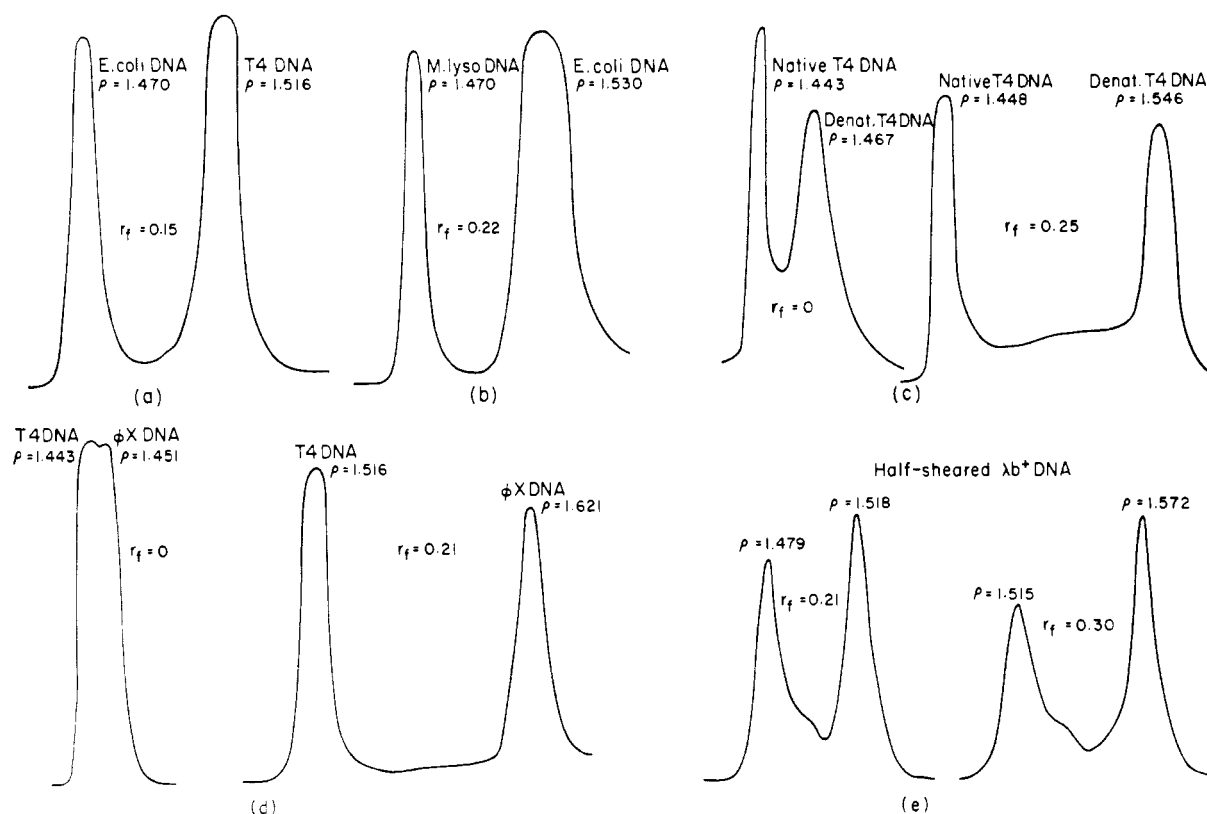 E.coli DNA
ρ = 1.470
T4 DNA
ρ = 1.516
r_f = 0.15
(a)
M.lyso DNA
ρ = 1.470
E.coli DNA
ρ = 1.530
r_f = 0.22
(b)
Native T4 DNA
ρ = 1.443
Denat. T4 DNA
ρ = 1.467
r_f = 0
Native T4 DNA
ρ = 1.448
Denat. T4 DNA
ρ = 1.546
r_f = 0.25
(c)
T4 DNA
ρ = 1.443
φX DNA
ρ = 1.451
r_f = 0
T4 DNA
ρ = 1.516
φX DNA
ρ = 1.621
r_f = 0.21
(d)
Half-sheared λb⁺ DNA
ρ = 1.479
ρ = 1.518
r_f = 0.21
ρ = 1.515
ρ = 1.572
r_f = 0.30
(e)